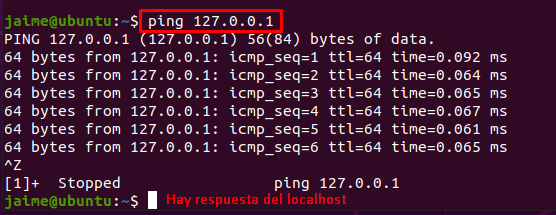 jaime@ubuntu:~$ ping 127.0.0.1
PING 127.0.0.1 (127.0.0.1) 56(84) bytes of data.
64 bytes from 127.0.0.1: icmp_seq=1 ttl=64 time=0.092 ms
64 bytes from 127.0.0.1: icmp_seq=2 ttl=64 time=0.064 ms
64 bytes from 127.0.0.1: icmp_seq=3 ttl=64 time=0.065 ms
64 bytes from 127.0.0.1: icmp_seq=4 ttl=64 time=0.067 ms
64 bytes from 127.0.0.1: icmp_seq=5 ttl=64 time=0.061 ms
64 bytes from 127.0.0.1: icmp_seq=6 ttl=64 time=0.065 ms
^Z
[1]+  Stopped                 ping 127.0.0.1
jaime@ubuntu:~$ Hay respuesta del localhost